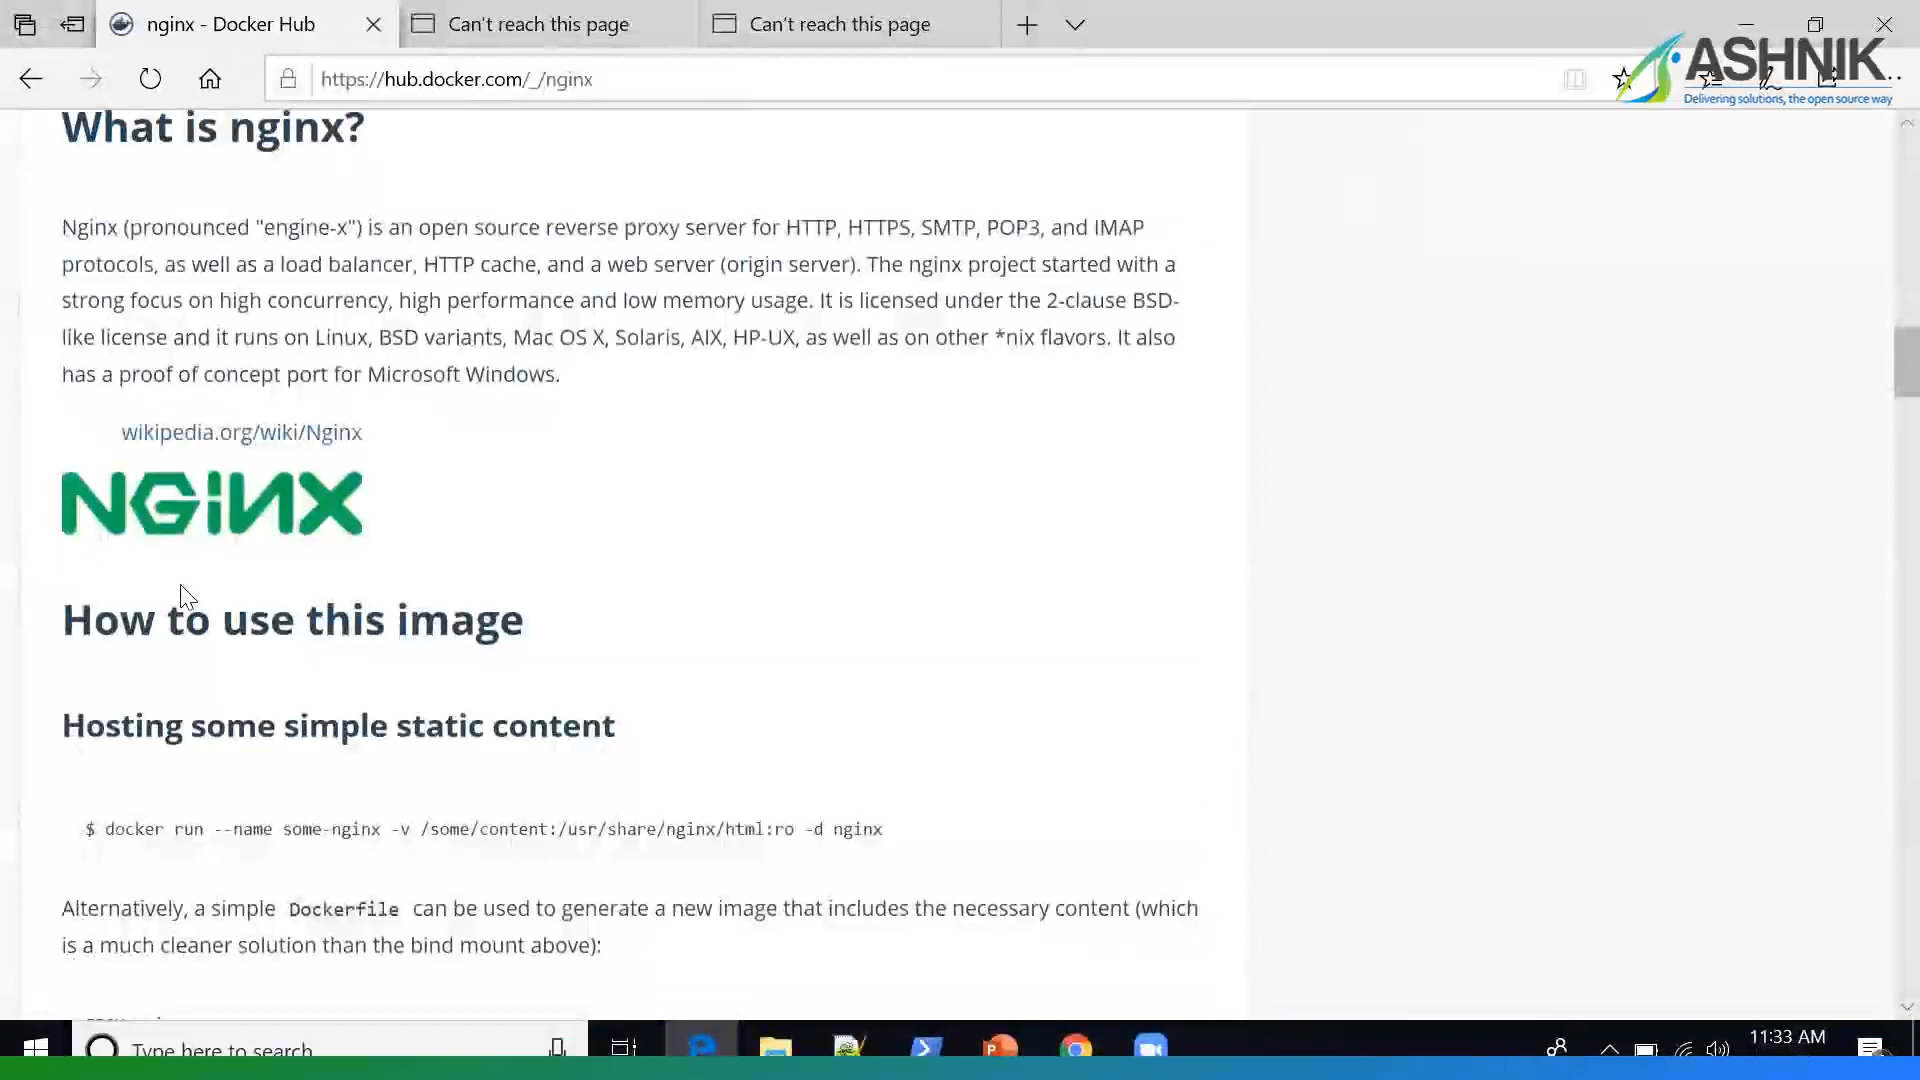 nginx - Docker Hub
Can't reach this page
Can't reach this page
https://hub.docker.com/_/nginx
ASHNIK
Delivering solutions, the open source way
What is nginx?
Nginx (pronounced "engine-x") is an open source reverse proxy server for HTTP, HTTPS, SMTP, POP3, and IMAP
protocols, as well as a load balancer, HTTP cache, and a web server (origin server). The nginx project started with a
strong focus on high concurrency, high performance and low memory usage. It is licensed under the 2-clause BSD-
like license and it runs on Linux, BSD variants, Mac OS X, Solaris, AIX, HP-UX, as well as on other *nix flavors. It also
has a proof of concept port for Microsoft Windows.
wikipedia.org/wiki/Nginx
NGINX
How to use this image
Hosting some simple static content
$ docker run --name some-nginx -v /some/content:/usr/share/nginx/html:ro -d nginx
Alternatively, a simple Dockerfile can be used to generate a new image that includes the necessary content (which
is a much cleaner solution than the bind mount above):
Type here to search
11:33 AM